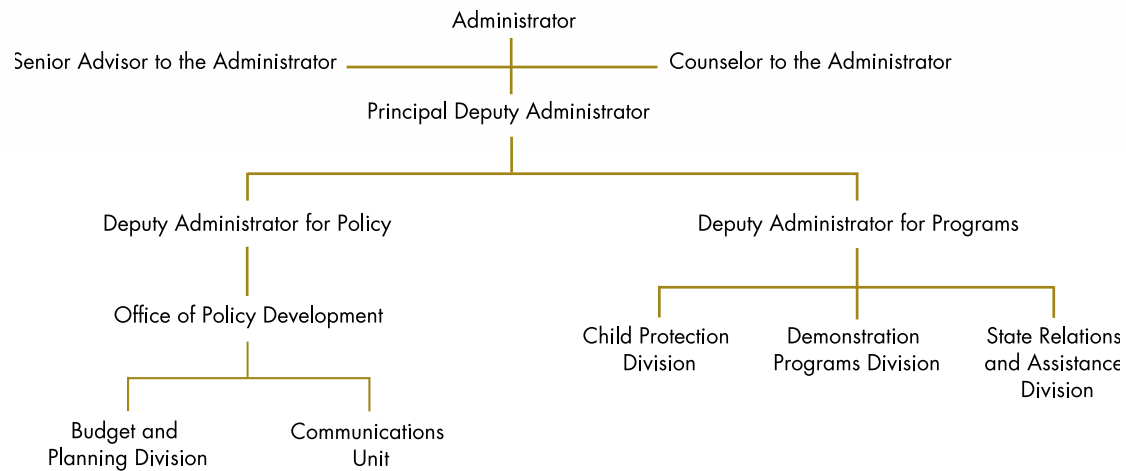 Administrator
Senior Advisor to the Administrator
Counselor to the Administrator
Principal Deputy Administrator
Deputy Administrator for Policy
Deputy Administrator for Programs
Office of Policy Development
Child Protection
Division
Demonstration
Programs Division
State Relations
and Assistance
Division
Budget and
Planning Division
Communications
Unit